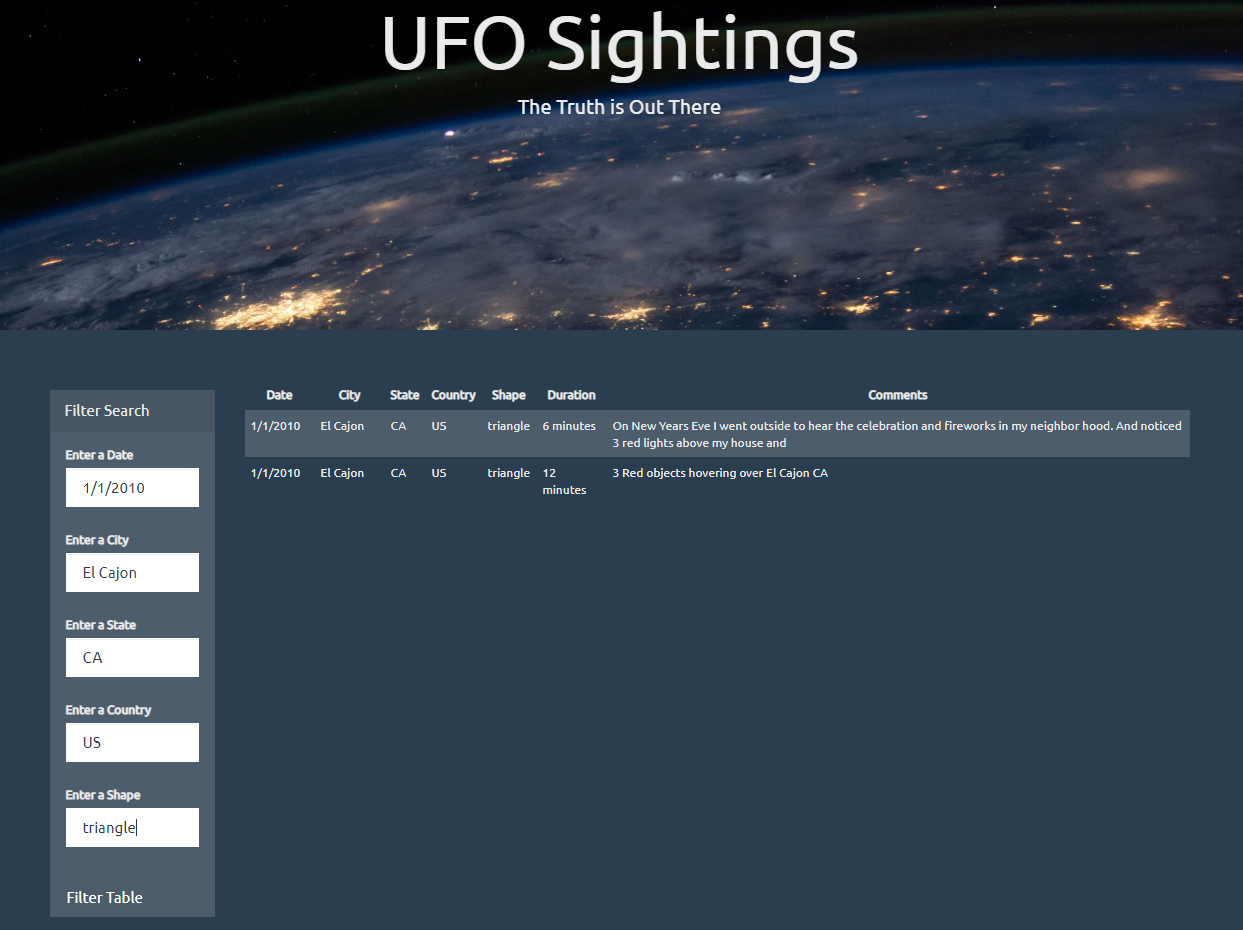 UFO Sightings
The Truth is Out There
Filter Search
Enter a Date
1/1/2010
Enter a City
El Cajon
Enter a State
CA
Enter a Country
US
Enter a Shape
triangle
Filter Table
Date City State Country Shape Duration Comments
1/1/2010 El Cajon CA US triangle 6 minutes On New Years Eve I went outside to hear the celebration and fireworks in my neighbor hood. And noticed
3 red lights above my house and
1/1/2010 El Cajon CA US triangle 12 3 Red objects hovering over El Cajon CA
minutes